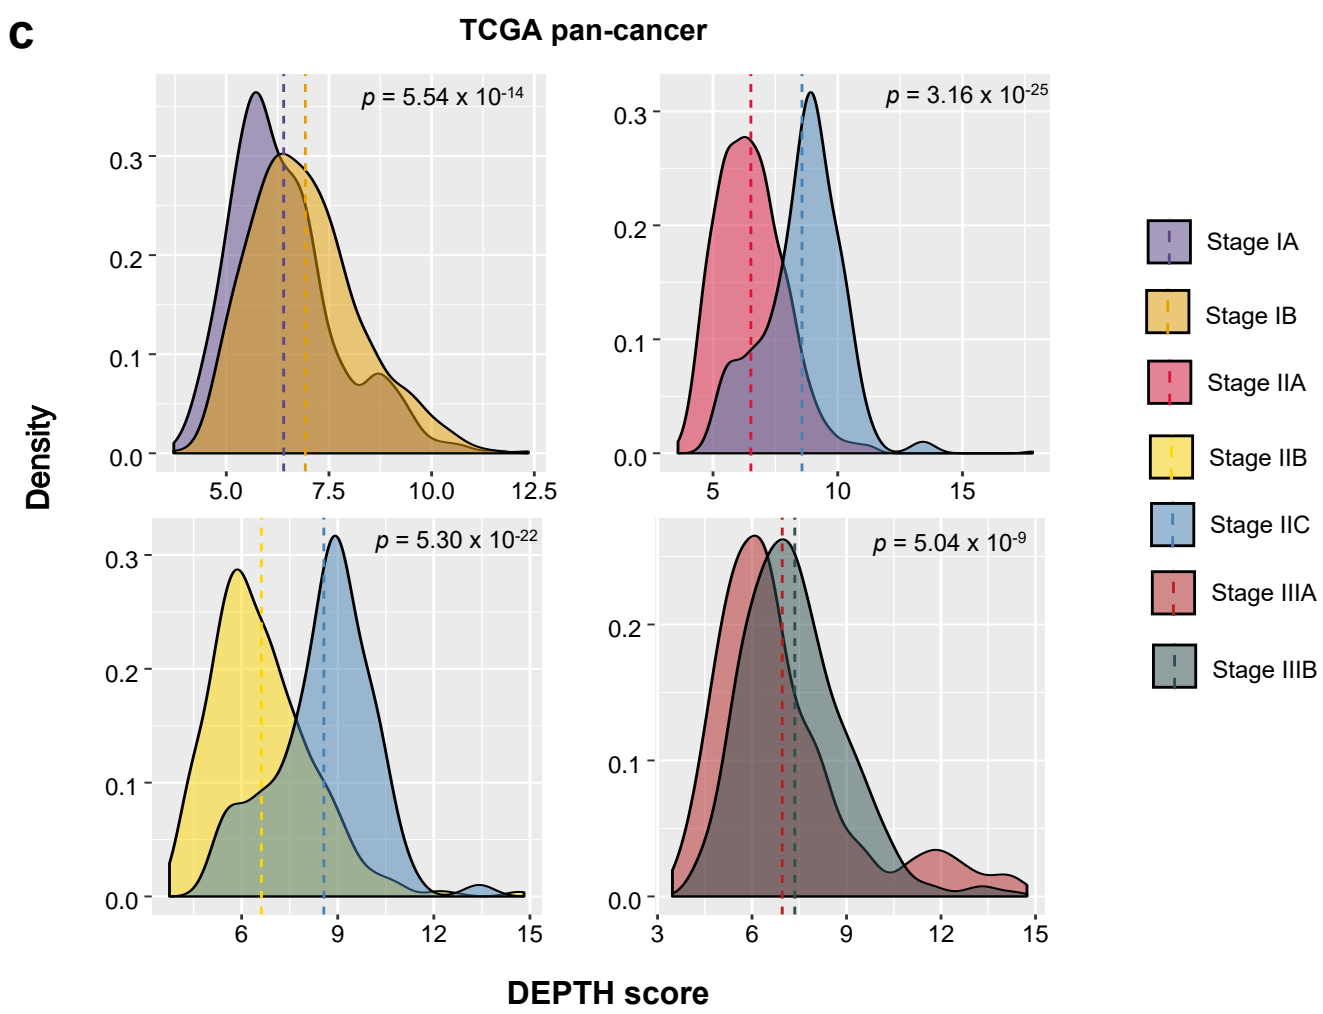 c
TCGA pan-cancer
p = 5.54 x 10-14
0.3
0.2
0.1
0.0
5.0 7.5 10.0 12.5
p = 3.16 x 10-25
0.3
0.2
0.1
0.0
5 10 15
p = 5.30 x 10-22
0.3
0.2
0.1
0.0
6 9 12 15
p = 5.04 x 10-9
0.2
0.1
0.0
3 6 9 12 15
Density
DEPTH score
Stage IA
Stage IB
Stage IIA
Stage IIB
Stage IIC
Stage IIIA
Stage IIIB